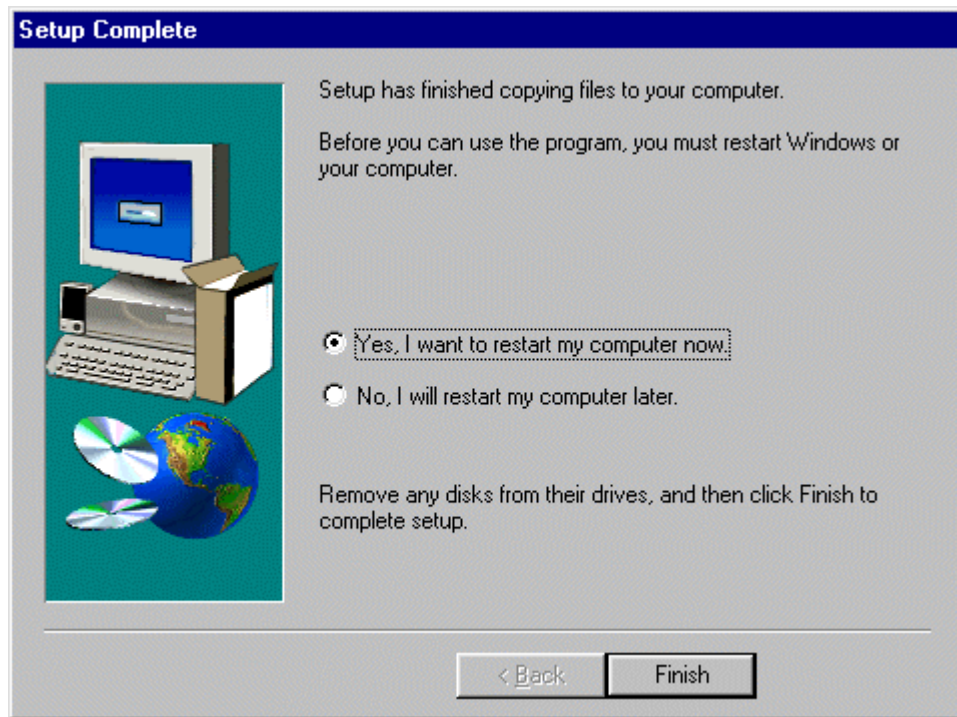 Setup Complete
Setup has finished copying files to your computer.
Before you can use the program, you must restart Windows or
your computer.
Yes, I want to restart my computer now.
No, I will restart my computer later.
Remove any disks from their drives, and then click Finish to
complete setup.
< Back
Finish